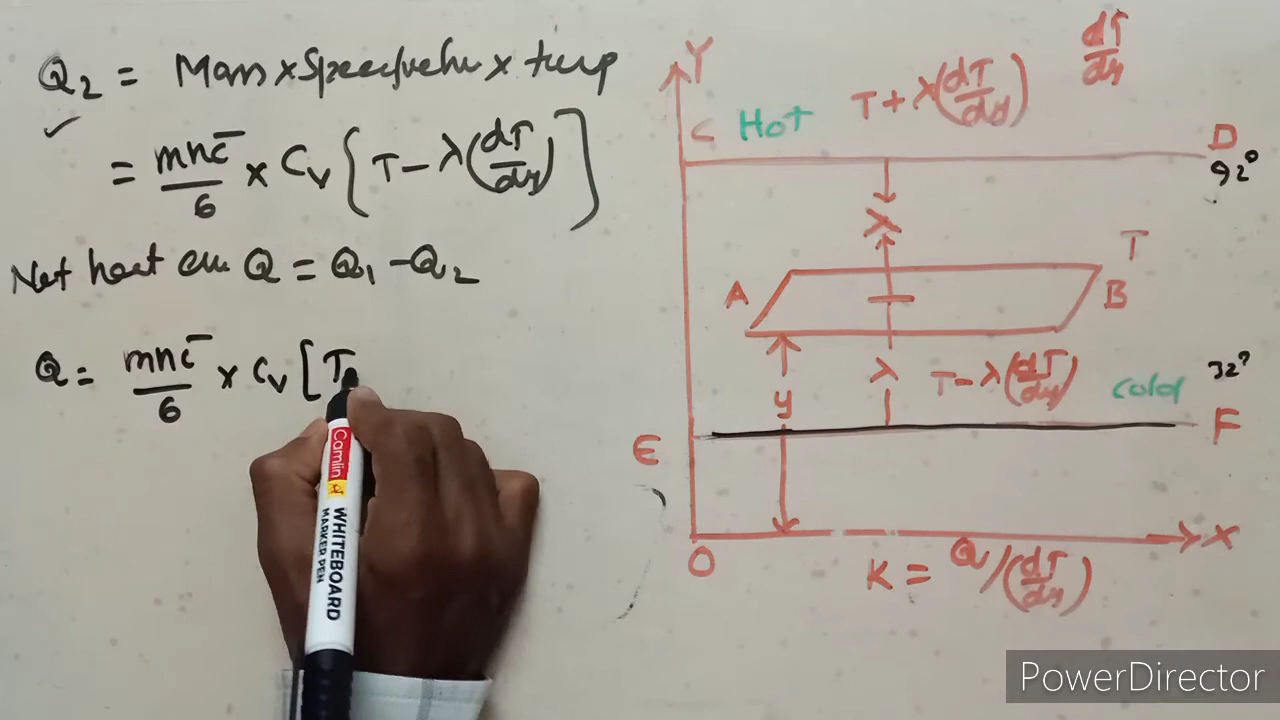 Q₂ = Mass × Specific heat × temp
= mnc̄/6 × Cᵥ [T − λ(dT/dy)]
Net heat Q = Q₁ − Q₂
Q = mnc̄/6 × Cᵥ [T
Camlin
WHITEBOARD
MARKER PEN
dT/dy
Y
T + λ(dT/dy)
C Hot
D
92°
λ
T
A
B
32°
λ T − λ(dT/dy) Cold
y
E
F
O
X
K = Q/(dT/dy)
PowerDirector